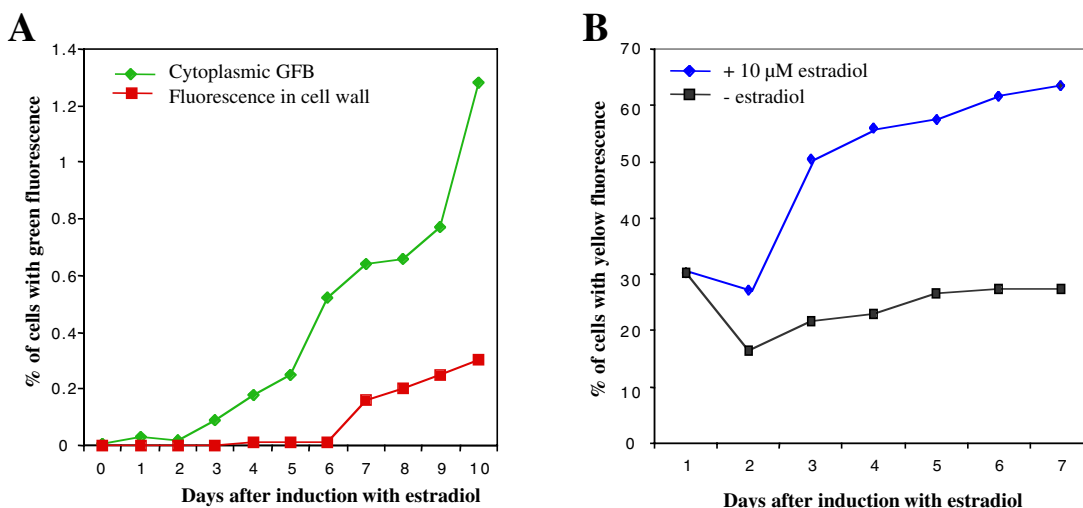 A
1.4
1.2
1
0.8
0.6
0.4
0.2
0
% of cells with green fluorescence
Cytoplasmic GFB
Fluorescence in cell wall
0 1 2 3 4 5 6 7 8 9 10
Days after induction with estradiol
B
70
60
50
40
30
20
10
0
% of cells with yellow fluorescence
+ 10 µM estradiol
- estradiol
1 2 3 4 5 6 7
Days after induction with estradiol